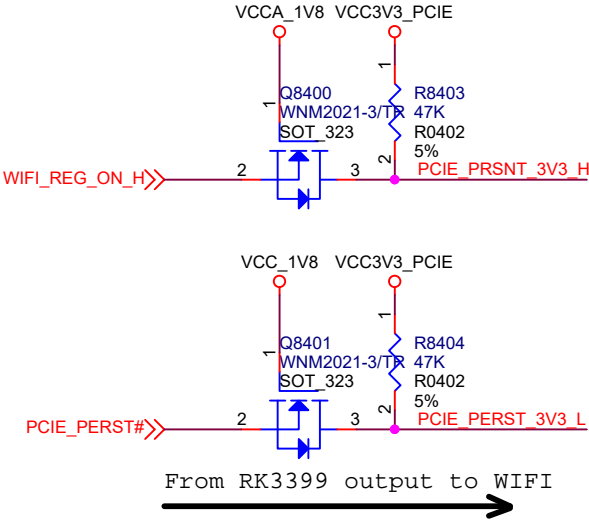 VCCA_1V8 VCC3V3_PCIE
1
1
Q8400
WNM2021-3/TR
SOT_323
R8403
47K
R0402
5%
WIFI_REG_ON_H
2
3
2
PCIE_PRSNT_3V3_H
VCC_1V8 VCC3V3_PCIE
1
1
Q8401
WNM2021-3/TR
SOT_323
R8404
47K
R0402
5%
PCIE_PERST#
2
3
2
PCIE_PERST_3V3_L
From RK3399 output to WIFI